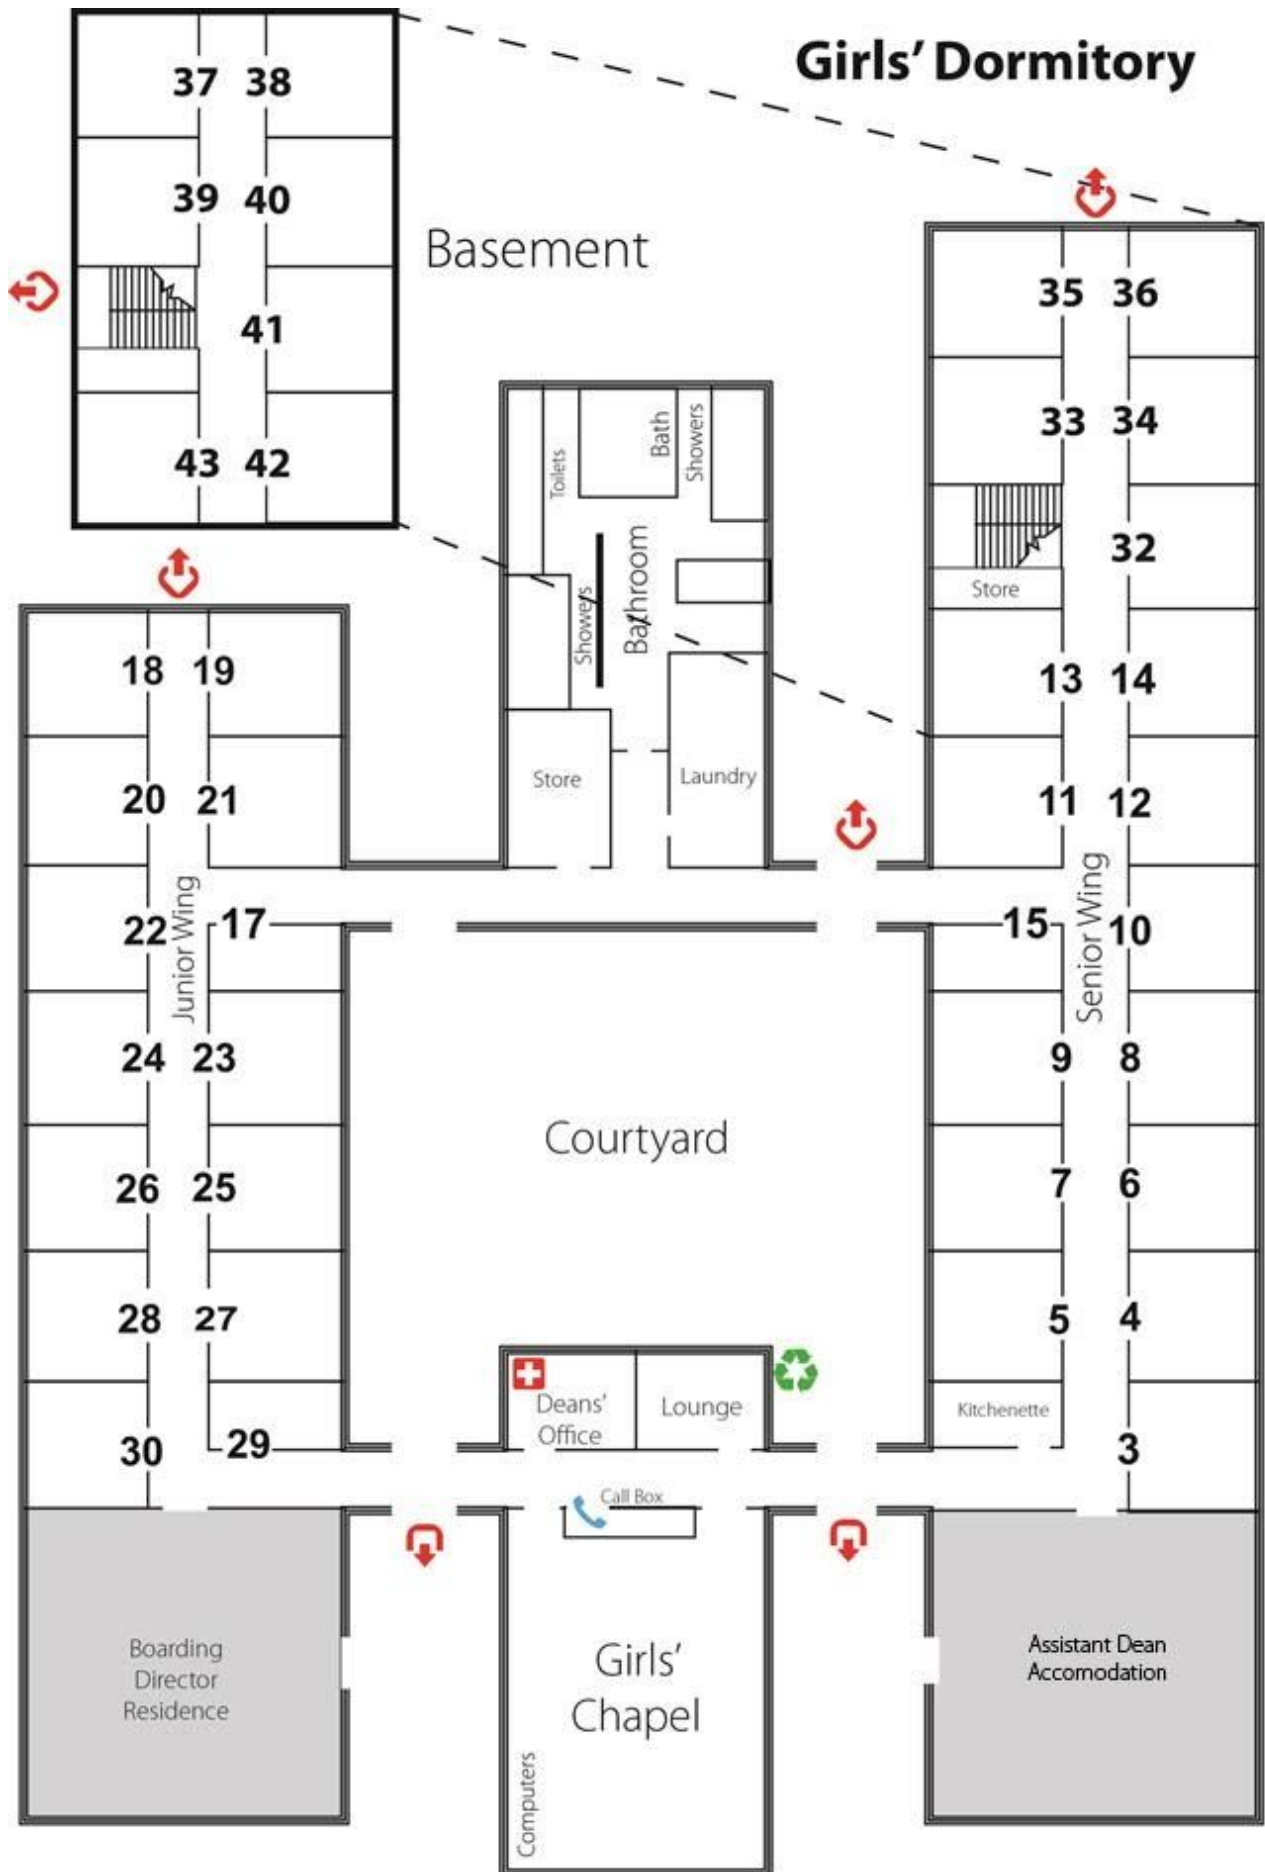 Girls' Dormitory
37 38
39 40
41
43 42
Basement
35 36
33 34
32
Store
13 14
11 12
Senior Wing
15 10
9 8
7 6
5 4
Kitchenette
3
Toilets
Bath
Showers
Showers
Bathroom
Store
Laundry
18 19
20 21
Junior Wing
22 17
24 23
26 25
28 27
30 29
Courtyard
Deans'
Office
Lounge
Call Box
Girls'
Chapel
Computers
Boarding
Director
Residence
Assistant Dean
Accomodation